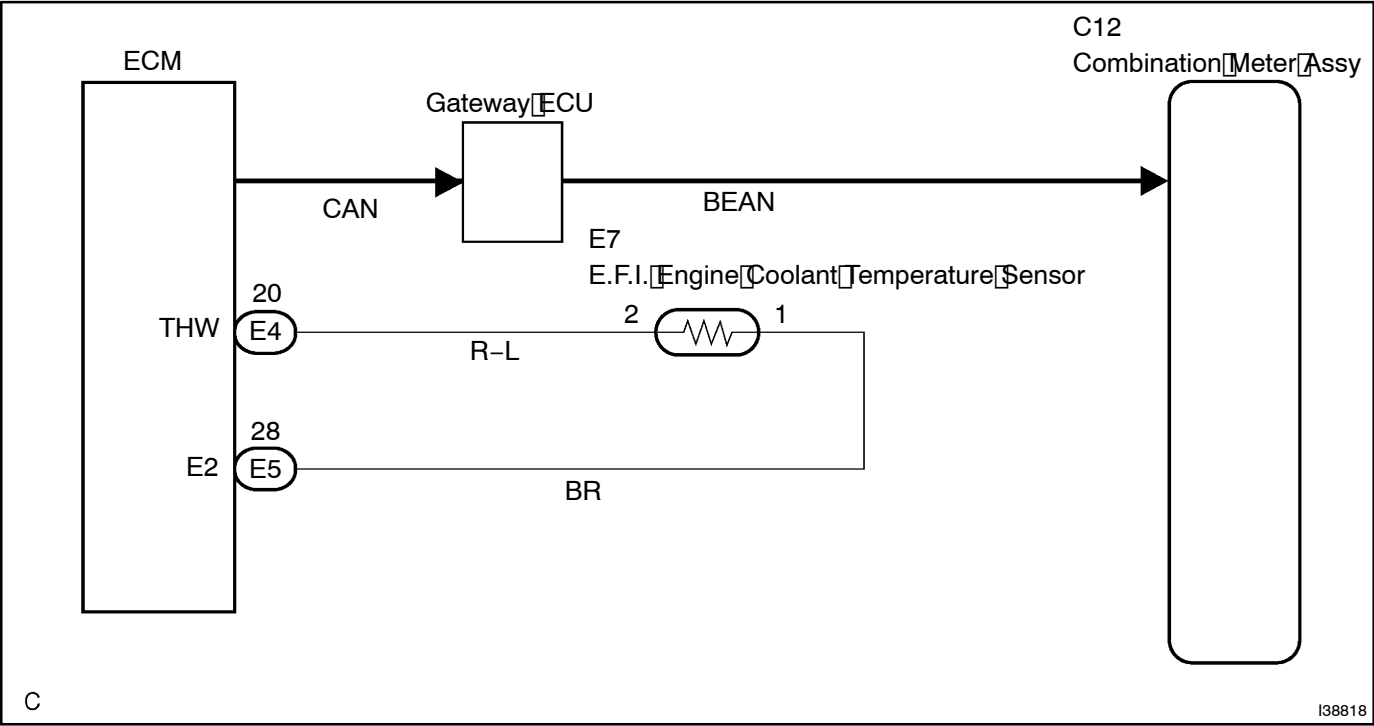 C12
ECM
Combination Meter Assy
Gateway ECU
CAN
BEAN
E7
E.F.I. Engine Coolant Temperature Sensor
20
2
1
THW
E4
R-L
28
E2
E5
BR
C
I38818